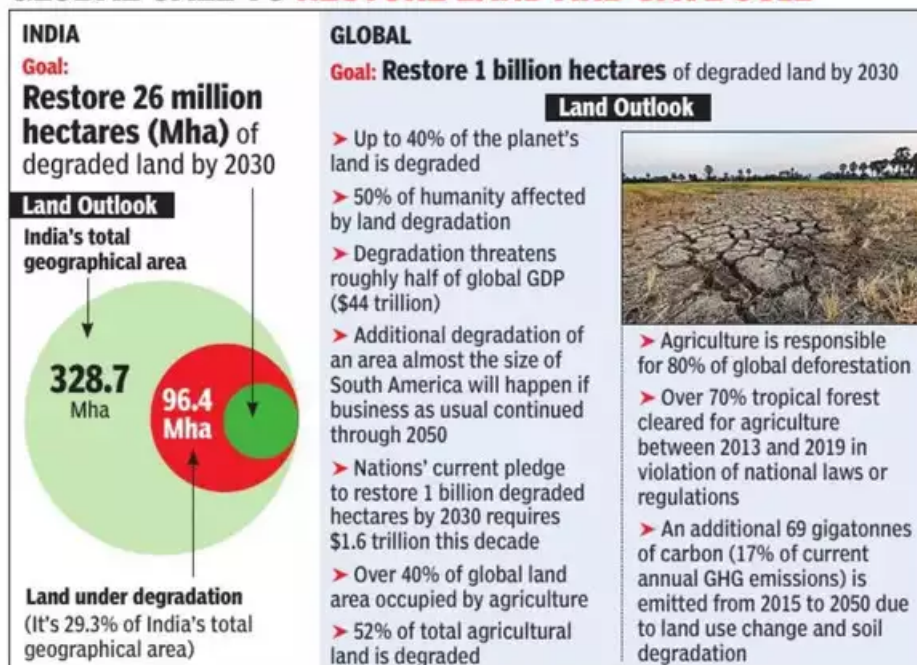 INDIA
Goal:
Restore 26 million
hectares (Mha) of
degraded land by 2030
Land Outlook
India's total
geographical area
328.7
Mha
96.4
Mha
Land under degradation
(It's 29.3% of India's total
geographical area)
GLOBAL
Goal: Restore 1 billion hectares of degraded land by 2030
Land Outlook
➤ Up to 40% of the planet's
land is degraded
➤ 50% of humanity affected
by land degradation
➤ Degradation threatens
roughly half of global GDP
($44 trillion)
➤ Additional degradation of
an area almost the size of
South America will happen if
business as usual continued
through 2050
➤ Nations' current pledge
to restore 1 billion degraded
hectares by 2030 requires
$1.6 trillion this decade
➤ Over 40% of global land
area occupied by agriculture
➤ 52% of total agricultural
land is degraded
➤ Agriculture is responsible
for 80% of global deforestation
➤ Over 70% tropical forest
cleared for agriculture
between 2013 and 2019 in
violation of national laws or
regulations
➤ An additional 69 gigatonnes
of carbon (17% of current
annual GHG emissions) is
emitted from 2015 to 2050 due
to land use change and soil
degradation